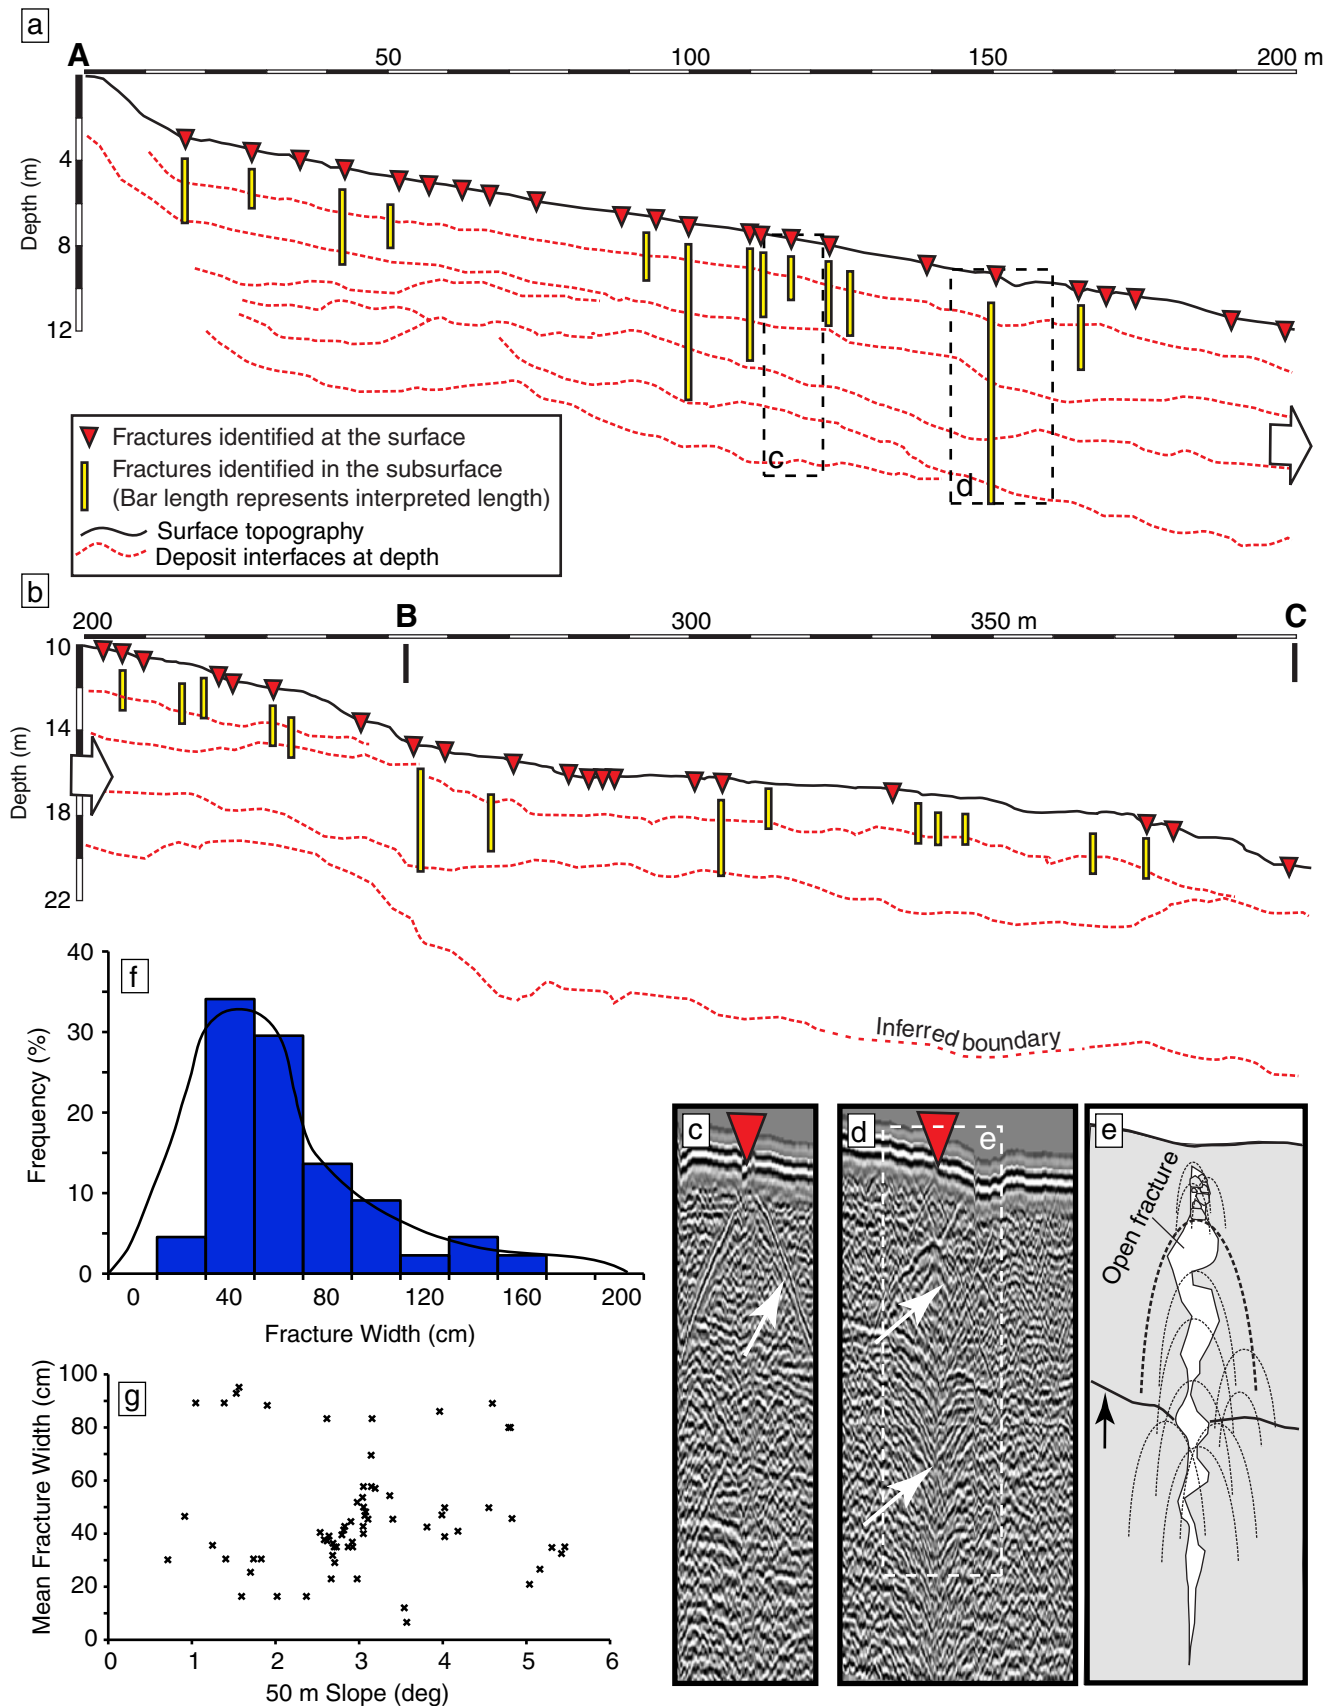 a
A
50
100
150
200 m
Depth (m)
4
8
12
c
d
Fractures identified at the surface
Fractures identified in the subsurface
(Bar length represents interpreted length)
Surface topography
Deposit interfaces at depth
b
200
B
300
350 m
C
Depth (m)
10
14
18
22
Inferred boundary
f
Frequency (%)
40
30
20
10
0
0
40
80
120
160
200
Fracture Width (cm)
g
Mean Fracture Width (cm)
100
80
60
40
20
0
0
1
2
3
4
5
6
50 m Slope (deg)
c
d
e
e
Open fracture